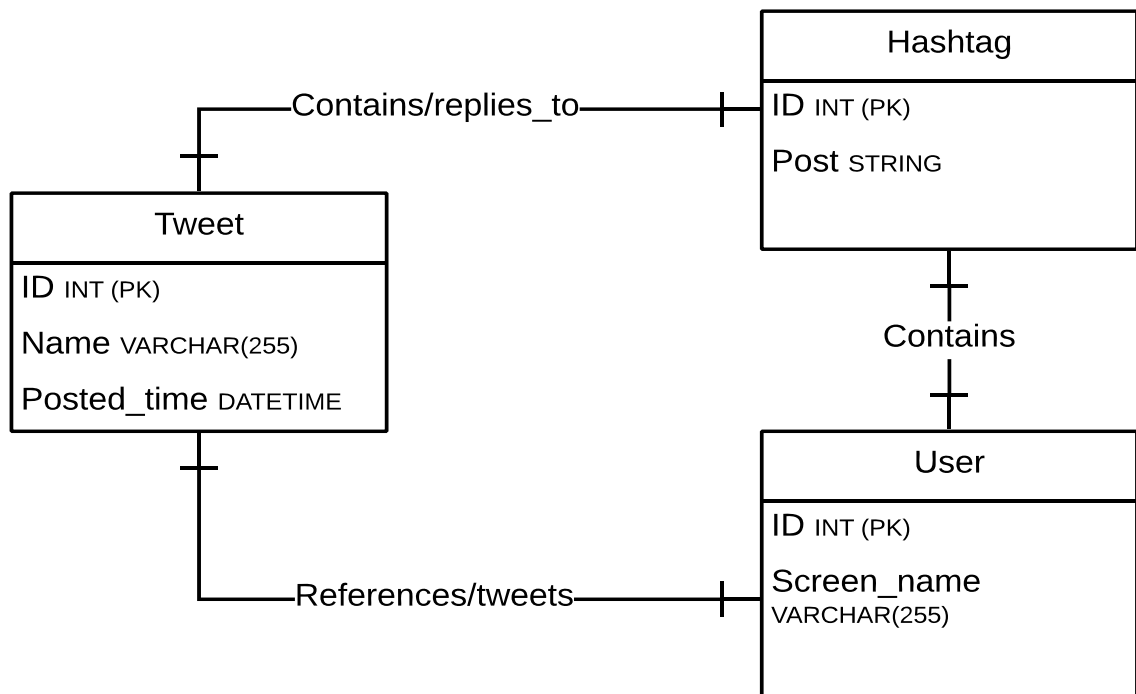 Hashtag
ID INT (PK)
Post STRING
Contains/replies_to
Tweet
ID INT (PK)
Name VARCHAR(255)
Posted_time DATETIME
Contains
User
ID INT (PK)
Screen_name
VARCHAR(255)
References/tweets